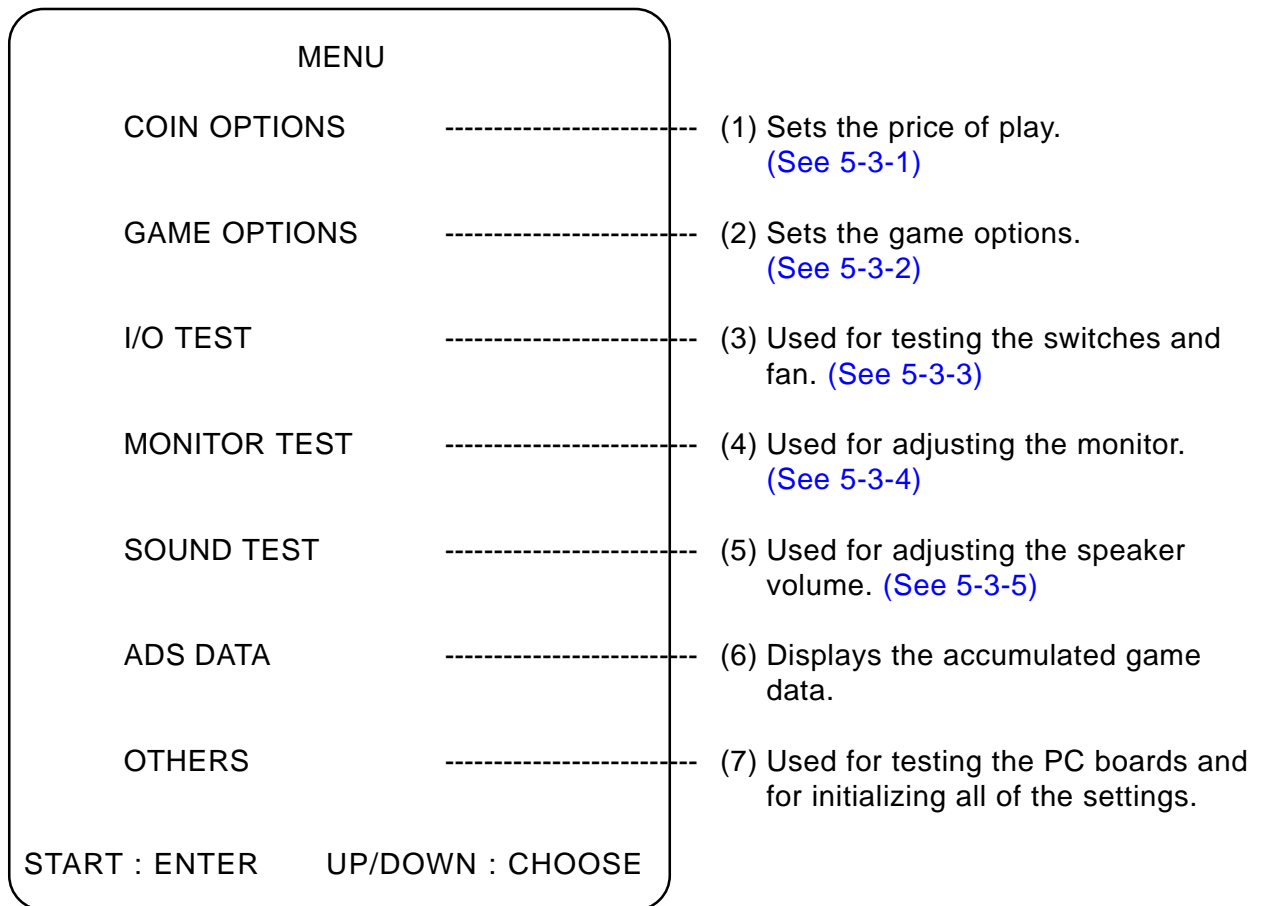 MENU
COIN OPTIONS -------------------------- (1) Sets the price of play.
(See 5-3-1)
GAME OPTIONS -------------------------- (2) Sets the game options.
(See 5-3-2)
I/O TEST -------------------------- (3) Used for testing the switches and
fan. (See 5-3-3)
MONITOR TEST -------------------------- (4) Used for adjusting the monitor.
(See 5-3-4)
SOUND TEST -------------------------- (5) Used for adjusting the speaker
volume. (See 5-3-5)
ADS DATA -------------------------- (6) Displays the accumulated game
data.
OTHERS -------------------------- (7) Used for testing the PC boards and
for initializing all of the settings.
START : ENTER UP/DOWN : CHOOSE